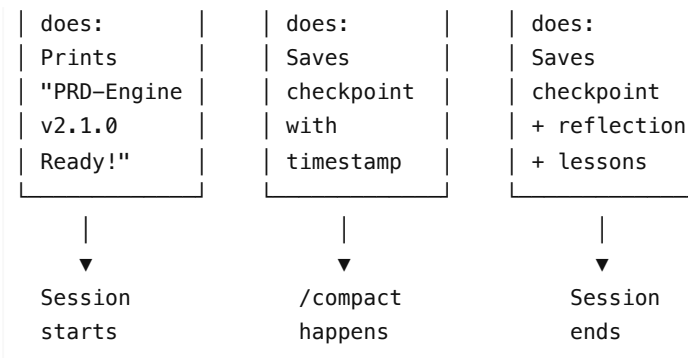 does: does: does:
Prints Saves Saves
"PRD-Engine checkpoint checkpoint
v2.1.0 with + reflection
Ready!" timestamp + lessons
Session /compact Session
starts happens ends